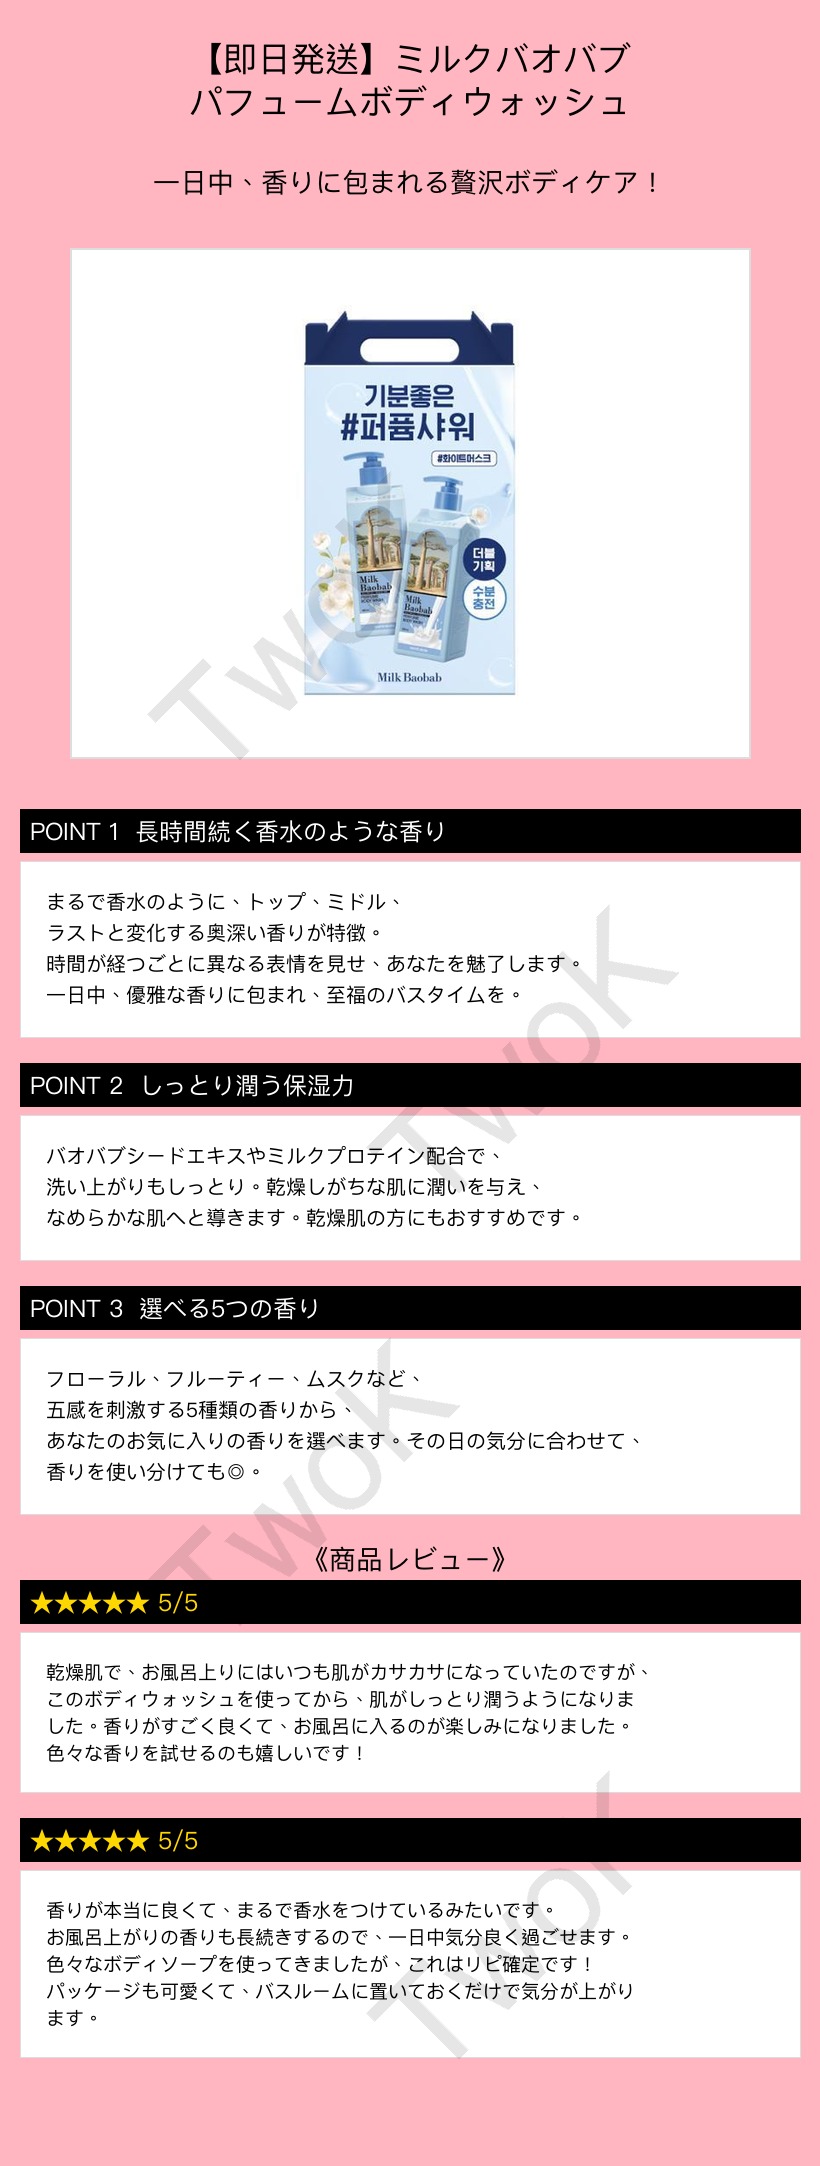 【即日発送】ミルクバオバブ
パフュームボディウォッシュ
一日中、香りに包まれる贅沢ボディケア！
기분좋은
#퍼퓸샤워
#화이트머스크
더블
기획
수분
충전
Milk
Baobab
BODY WASH
Milk
Baobab
BODY WASH
Milk Baobab
TwoK
POINT 1 長時間続く香水のような香り
まるで香水のように、トップ、ミドル、
ラストと変化する奥深い香りが特徴。
時間が経つごとに異なる表情を見せ、あなたを魅了します。
一日中、優雅な香りに包まれ、至福のバスタイムを。
TwoK
POINT 2 しっとり潤う保湿力
バオバブシードエキスやミルクプロテイン配合で、
洗い上がりもしっとり。乾燥しがちな肌に潤いを与え、
なめらかな肌へと導きます。乾燥肌の方にもおすすめです。
POINT 3 選べる5つの香り
フローラル、フルーティー、ムスクなど、
五感を刺激する5種類の香りから、
あなたのお気に入りの香りを選べます。その日の気分に合わせて、
香りを使い分けても◎。
TwoK
《商品レビュー》
★★★★★ 5/5
乾燥肌で、お風呂上りにはいつも肌がカサカサになっていたのですが、
このボディウォッシュを使ってから、肌がしっとり潤うようになりま
した。香りがすごく良くて、お風呂に入るのが楽しみになりました。
色々な香りを試せるのも嬉しいです！
★★★★★ 5/5
香りが本当に良くて、まるで香水をつけているみたいです。
お風呂上がりの香りも長続きするので、一日中気分良く過ごせます。
色々なボディソープを使ってきましたが、これはリピ確定です！
パッケージも可愛くて、バスルームに置いておくだけで気分が上がり
ます。
TwoK